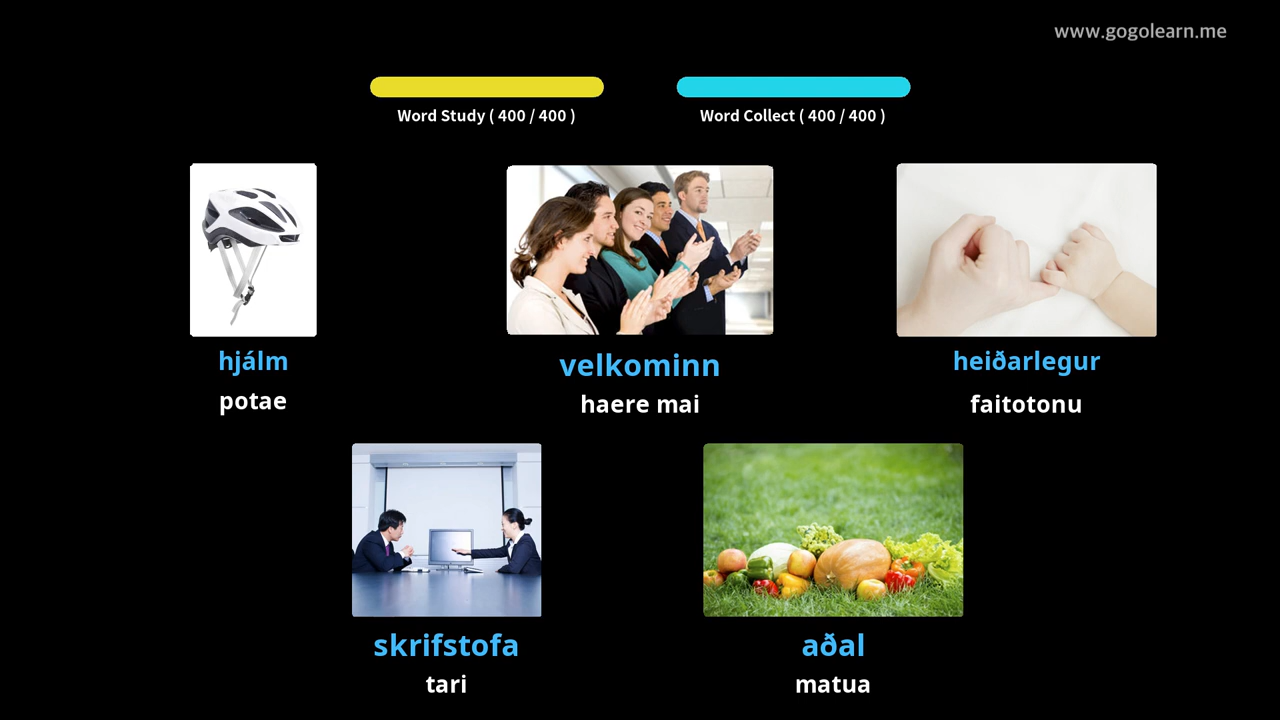 www.gogolearn.me
Word Study ( 400 / 400 )
Word Collect ( 400 / 400 )
hjálm
potae
velkominn
haere mai
heiðarlegur
faitotonu
skrifstofa
tari
aðal
matua